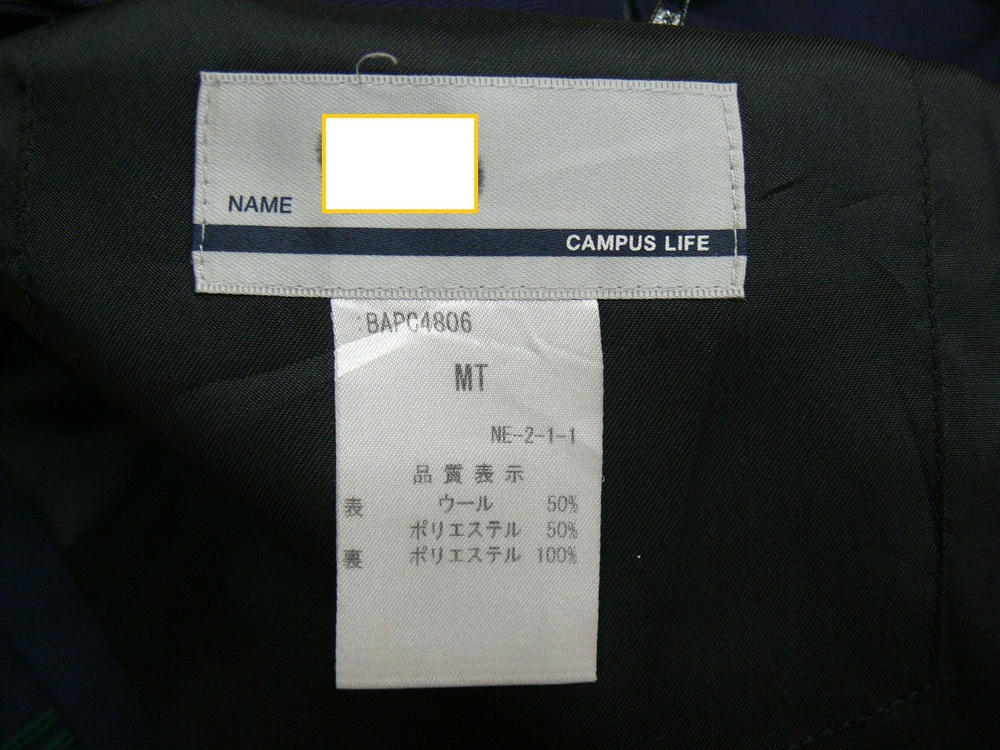 NAME
CAMPUS LIFE
:BAPG4806
MT
NE-2-1-1
品質表示
表 ウール 50%
ポリエステル 50%
裏 ポリエステル 100%